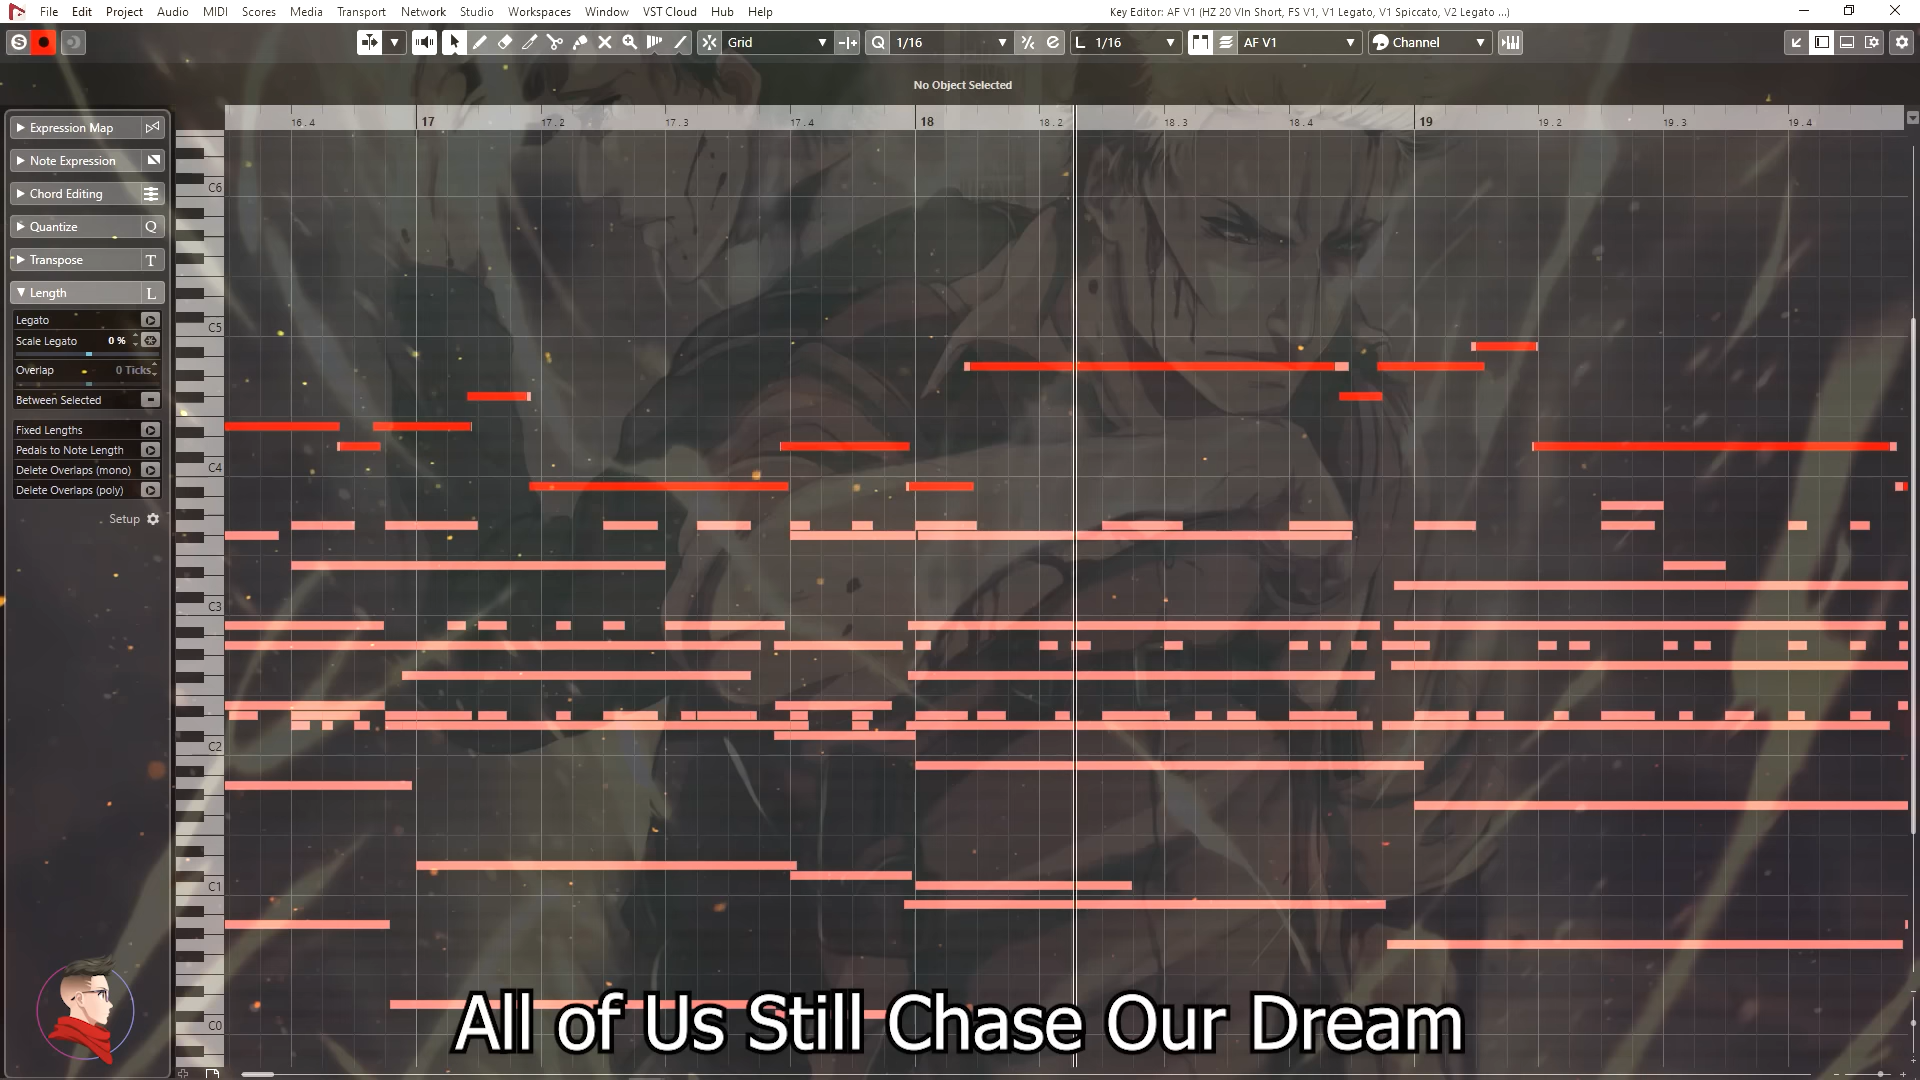 File Edit Project Audio MIDI Scores Media Transport Network Studio Workspaces Window VST Cloud Hub Help Key Editor: AF V1 (HZ 20 Vln Short, FS V1, V1 Legato, V1 Spiccato, V2 Legato ...)
S Grid Q 1/16 L 1/16 AF V1 Channel
No Object Selected
16.4 17 17.2 17.3 17.4 18 18.2 18.3 18.4 19 19.2 19.3 19.4
Expression Map
Note Expression
Chord Editing
Quantize Q
Transpose T
Length L
Legato
Scale Legato 0 %
Overlap 0 Ticks
Between Selected
Fixed Lengths
Pedals to Note Length
Delete Overlaps (mono)
Delete Overlaps (poly)
Setup
C6
C5
C4
C3
C2
C1
C0
All of Us Still Chase Our Dream